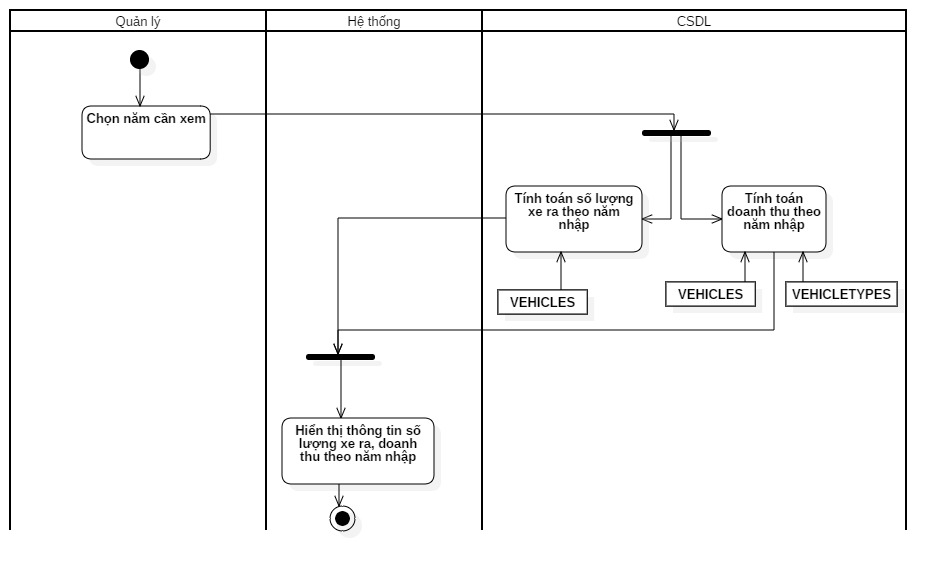 Quản lý
Hệ thống
CSDL
Chọn năm cần xem
Tính toán số lượng
xe ra theo năm
nhập
Tính toán
doanh thu theo
năm nhập
VEHICLES
VEHICLES
VEHICLETYPES
Hiển thị thông tin số
lượng xe ra, doanh
thu theo năm nhập